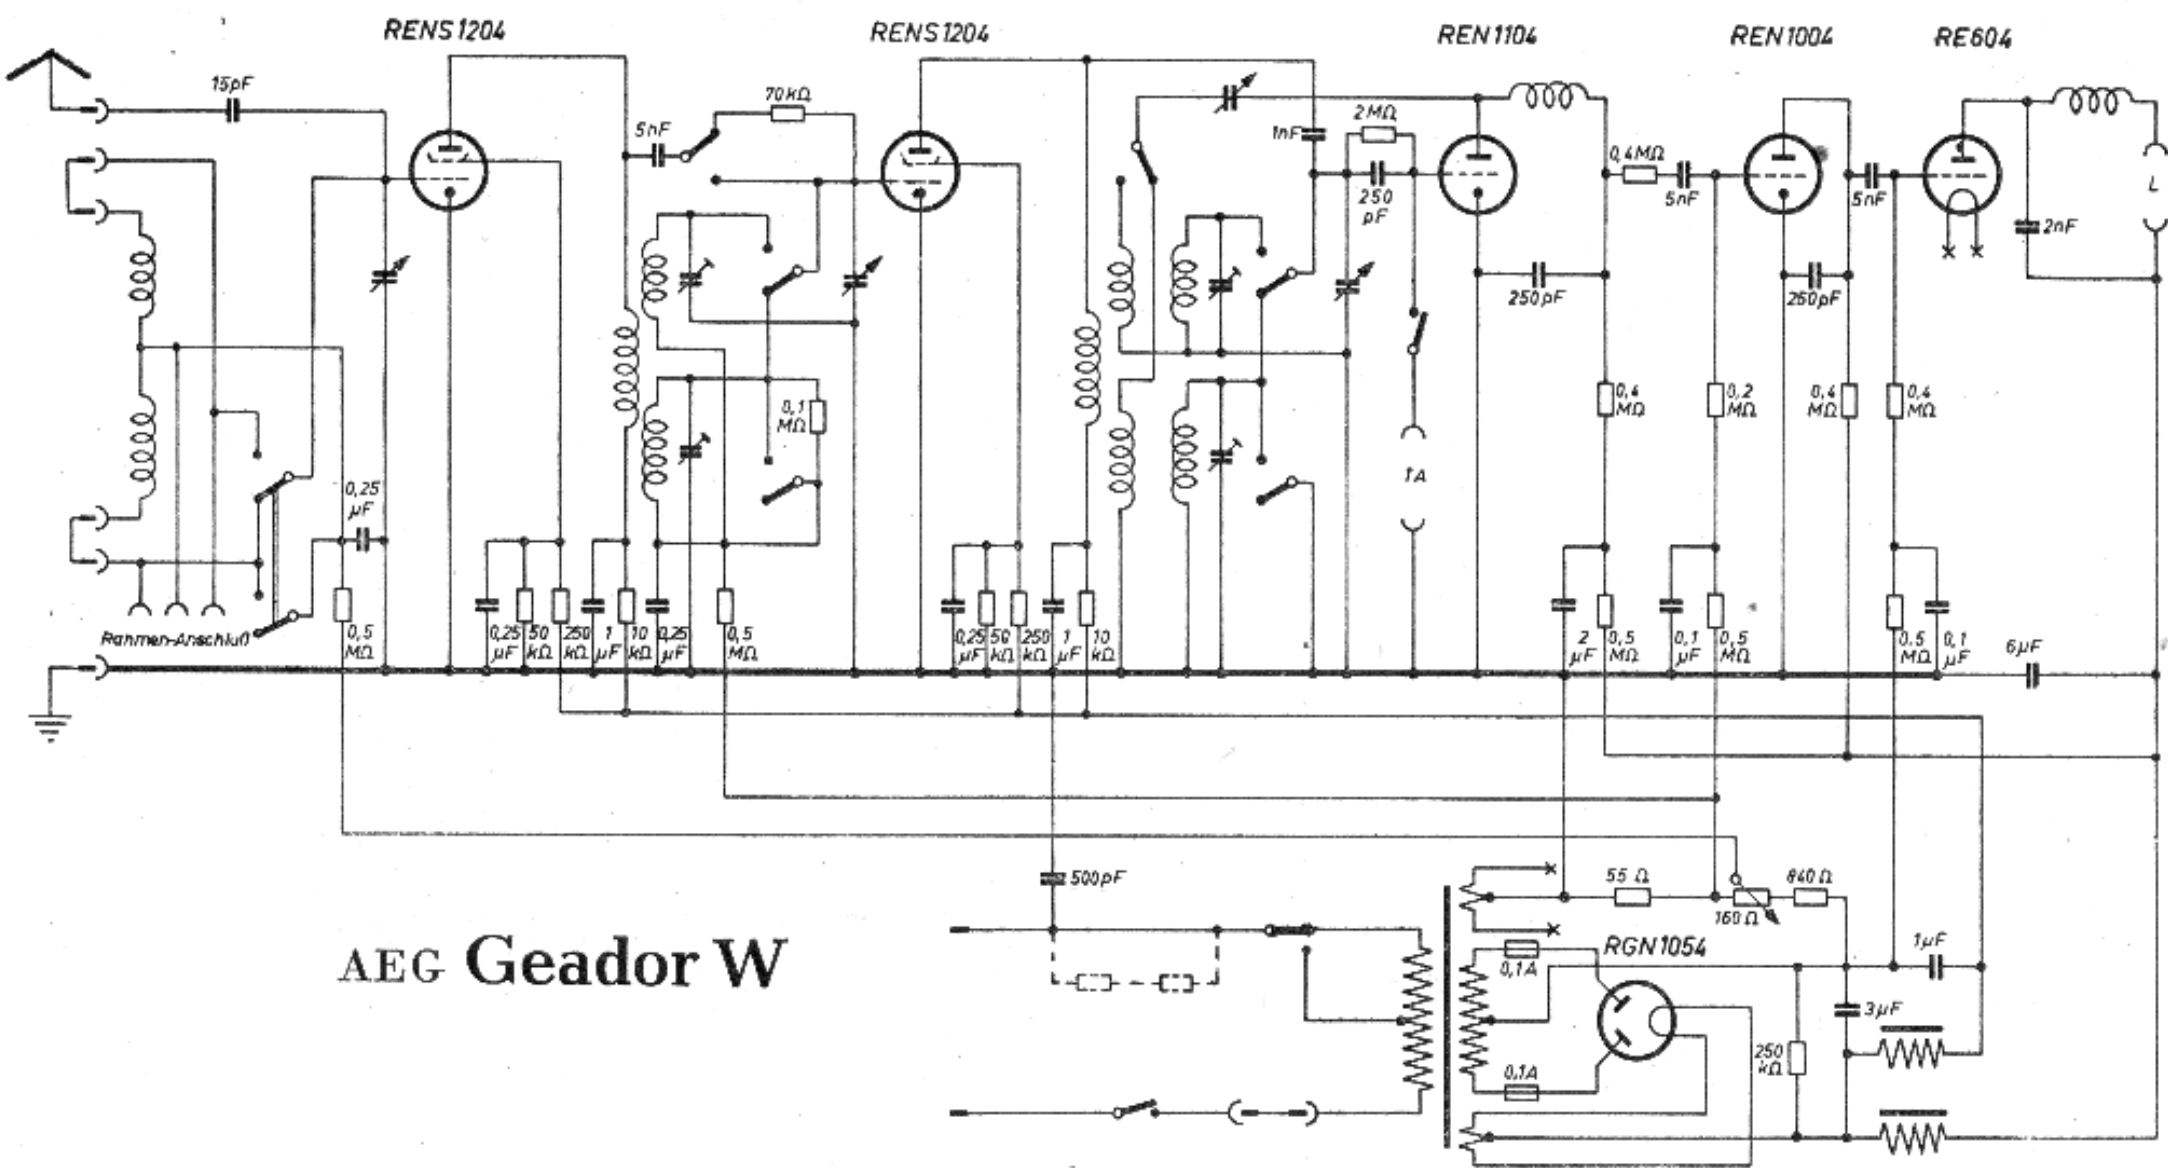 RENS1204
RENS1204
REN1104
REN1004
RE604
15pF
5nF
70kΩ
1nF
2MΩ
250
pF
0,4MΩ
5nF
5nF
L
2nF
250pF
250pF
0,1
MΩ
0,4
MΩ
0,2
MΩ
0,4
MΩ
0,4
MΩ
TA
0,25
µF
Rahmen-Anschluß
0,5
MΩ
0,25
µF
50
kΩ
250
kΩ
1
µF
10
kΩ
0,25
µF
0,5
MΩ
0,25
µF
50
kΩ
250
kΩ
1
µF
10
kΩ
2
µF
0,5
MΩ
0,1
µF
0,5
MΩ
0,5
MΩ
0,1
µF
6µF
500pF
55 Ω
160Ω
840Ω
AEG Geador W
0,1A
RGN1054
1µF
3µF
250
kΩ
0,1A